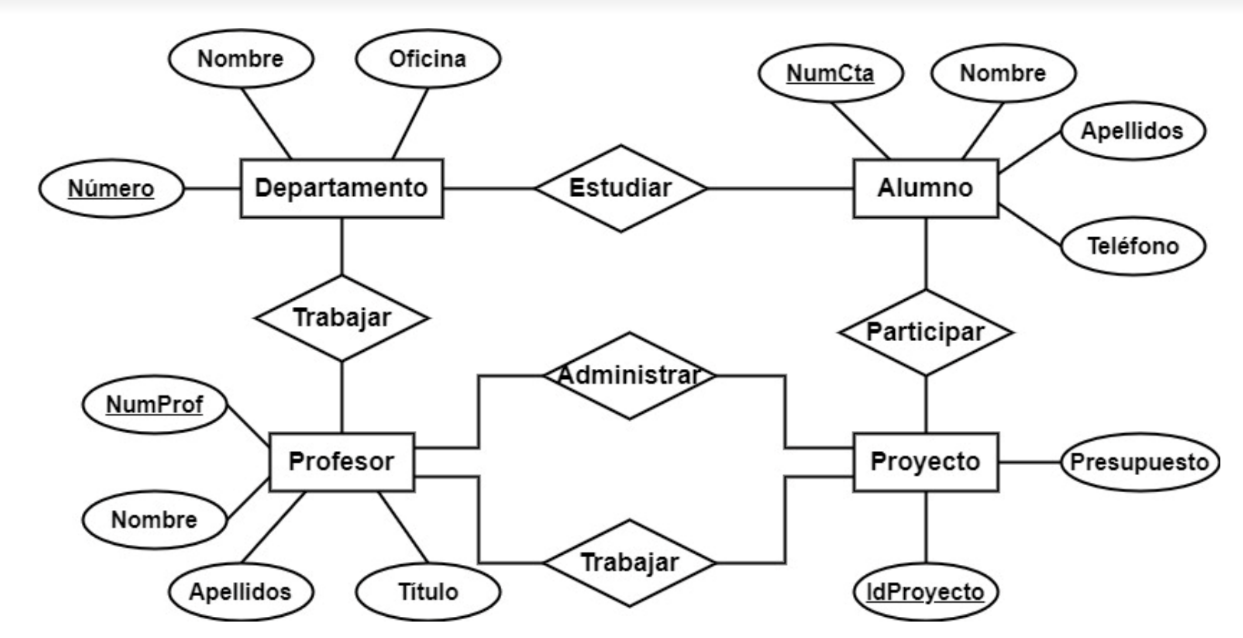 Nombre
Oficina
NumCta
Nombre
Apellidos
Número
Departamento
Estudiar
Alumno
Teléfono
Trabajar
Participar
Administrar
NumProf
Profesor
Proyecto
Presupuesto
Nombre
Trabajar
Apellidos
Título
IdProyecto